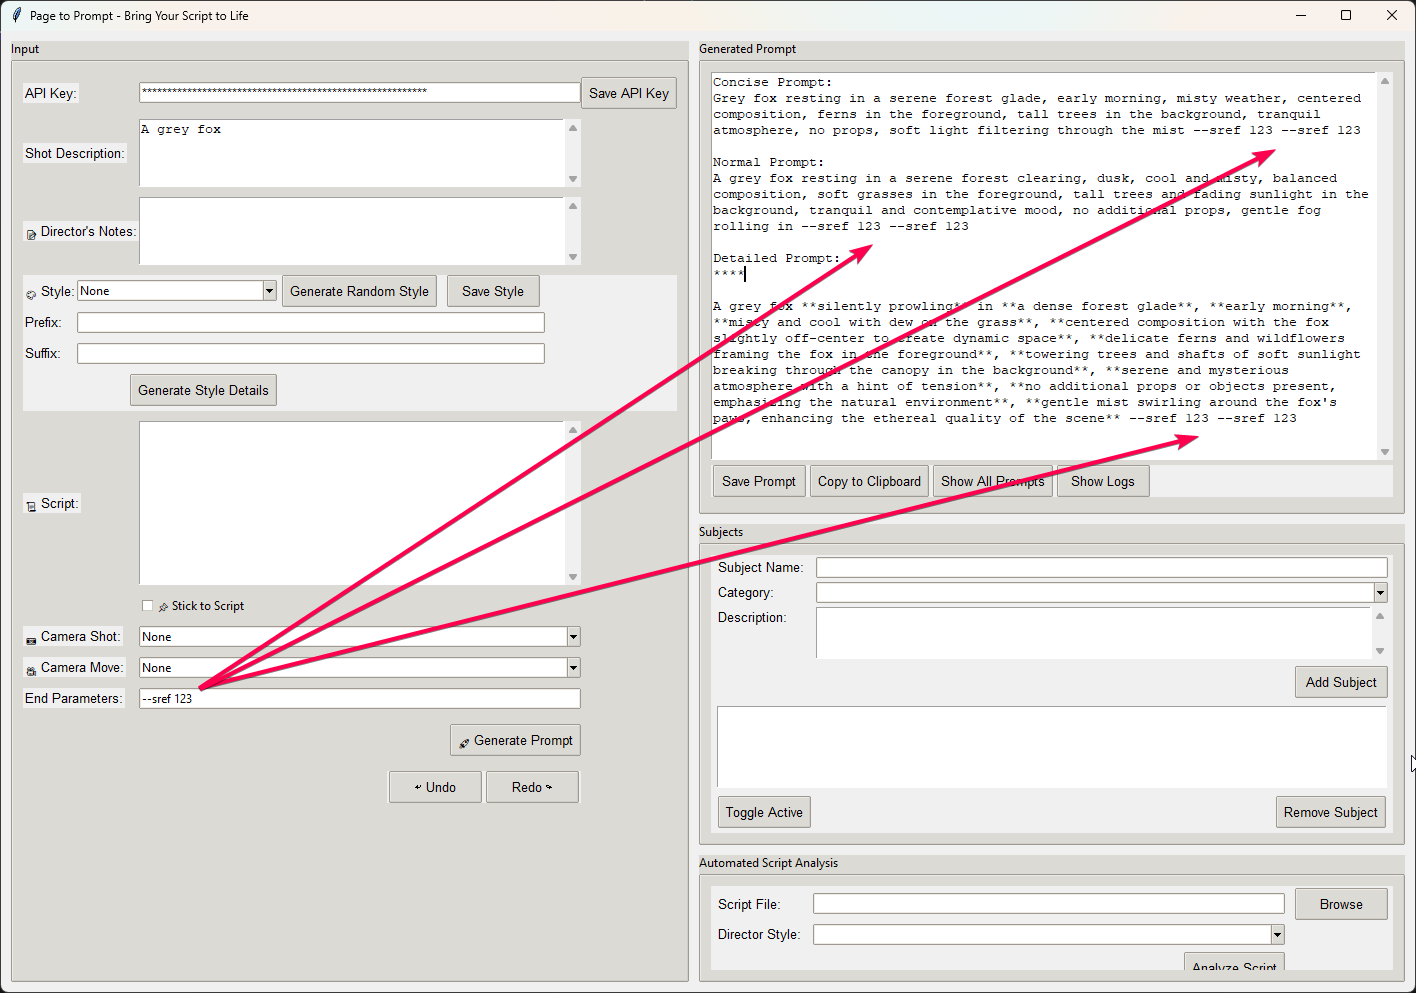 Page to Prompt - Bring Your Script to Life
Input
API Key:
*********************************************************
Save API Key
Shot Description:
A grey fox
Director's Notes:
Style:
None
Generate Random Style
Save Style
Prefix:
Suffix:
Generate Style Details
Script:
Stick to Script
Camera Shot:
None
Camera Move:
None
End Parameters:
--sref 123
Generate Prompt
Undo
Redo
Generated Prompt
Concise Prompt:
Grey fox resting in a serene forest glade, early morning, misty weather, centered
composition, ferns in the foreground, tall trees in the background, tranquil
atmosphere, no props, soft light filtering through the mist --sref 123 --sref 123
Normal Prompt:
A grey fox resting in a serene forest clearing, dusk, cool and misty, balanced
composition, soft grasses in the foreground, tall trees and fading sunlight in the
background, tranquil and contemplative mood, no additional props, gentle fog
rolling in --sref 123 --sref 123
Detailed Prompt:
****
A grey fox **silently prowling** in **a dense forest glade**, **early morning**,
**misty and cool with dew on the grass**, **centered composition with the fox
slightly off-center to create dynamic space**, **delicate ferns and wildflowers
framing the fox in the foreground**, **towering trees and shafts of soft sunlight
breaking through the canopy in the background**, **serene and mysterious
atmosphere with a hint of tension**, **no additional props or objects present,
emphasizing the natural environment**, **gentle mist swirling around the fox's
paws, enhancing the ethereal quality of the scene** --sref 123 --sref 123
Save Prompt
Copy to Clipboard
Show All Prompts
Show Logs
Subjects
Subject Name:
Category:
Description:
Add Subject
Toggle Active
Remove Subject
Automated Script Analysis
Script File:
Browse
Director Style:
Analyze Script